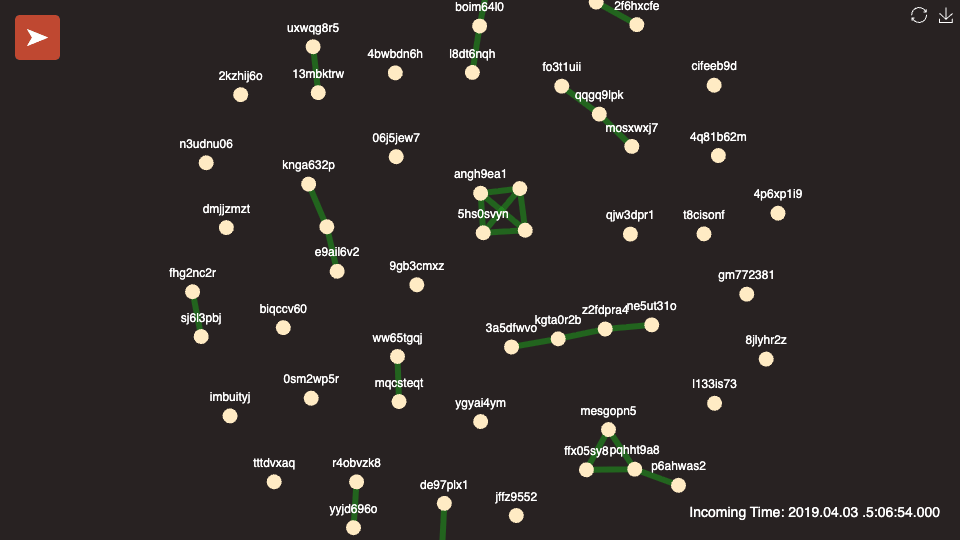 boim64l0
2f6hxcfe
uxwqg8r5
l8dt6nqh
4bwbdn6h
fo3t1uii
cifeeb9d
2kzhij6o
13mbktrw
qqgq9lpk
mosxwxj7
4q81b62m
06j5jew7
n3udnu06
knga632p
angh9ea1
4p6xp1i9
dmjjzmzt
5hs0svyn
qjw3dpr1
t8cisonf
e9ail6v2
9gb3cmxz
fhg2nc2r
gm772381
biqccv60
sj6l3pbj
3a5dfwvo
kgta0r2b
z2fdpra4
ne5ut31o
ww65tgqj
8jlyhr2z
0sm2wp5r
mqcsteqt
l133is73
imbuityj
ygyai4ym
mesgopn5
ffx05sy8
pqhht9a8
tttdvxaq
r4obvzk8
p6ahwas2
de97plx1
jffz9552
yyjd696o
Incoming Time: 2019.04.03 .5:06:54.000